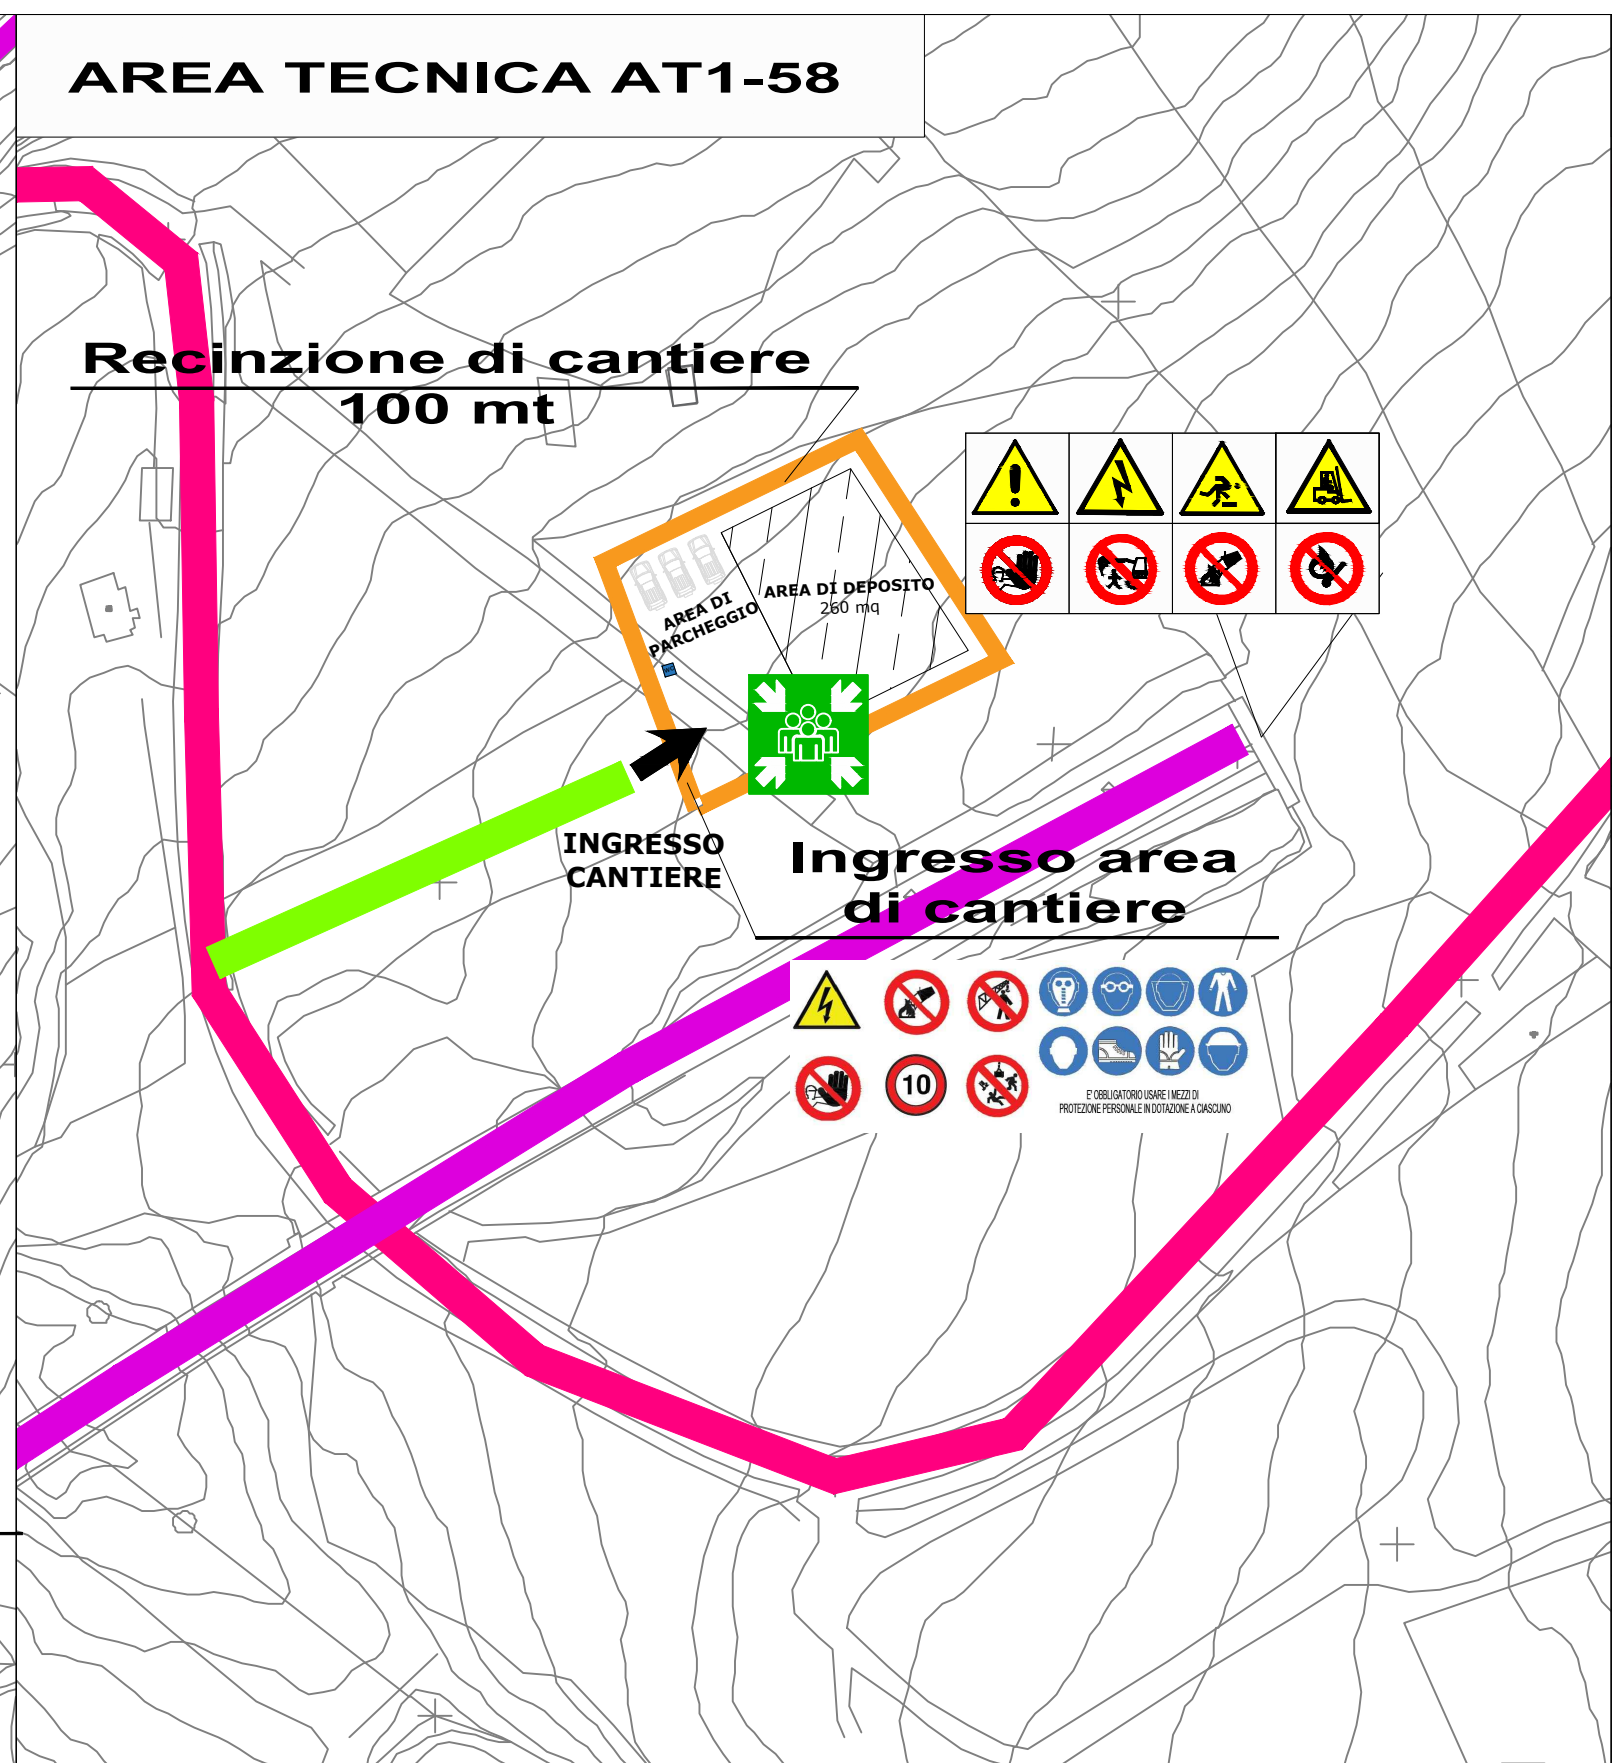 AREA TECNICA AT1-58
Recinzione di cantiere
100 mt
AREA DI
PARCHEGGIO
AREA DI DEPOSITO
260 mq
INGRESSO
CANTIERE
Ingresso area
di cantiere
10
E' OBBLIGATORIO USARE I MEZZI DI
PROTEZIONE PERSONALE IN DOTAZIONE A CIASCUNO